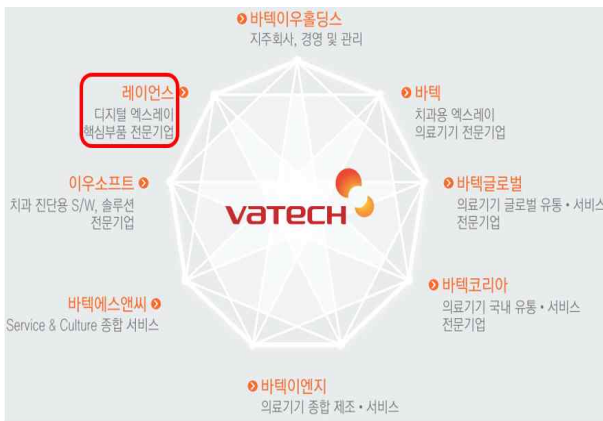 바텍이우홀딩스
지주회사, 경영 및 관리
레이언스
디지털 엑스레이
핵심부품 전문기업
바텍
치과용 엑스레이
의료기기 전문기업
이우소프트
치과 진단용 S/W, 솔루션
전문기업
vatech
바텍글로벌
의료기기 글로벌 유통・서비스
전문기업
바텍에스앤씨
Service & Culture 종합 서비스
바텍코리아
의료기기 국내 유통・서비스
전문기업
바텍이엔지
의료기기 종합 제조・서비스